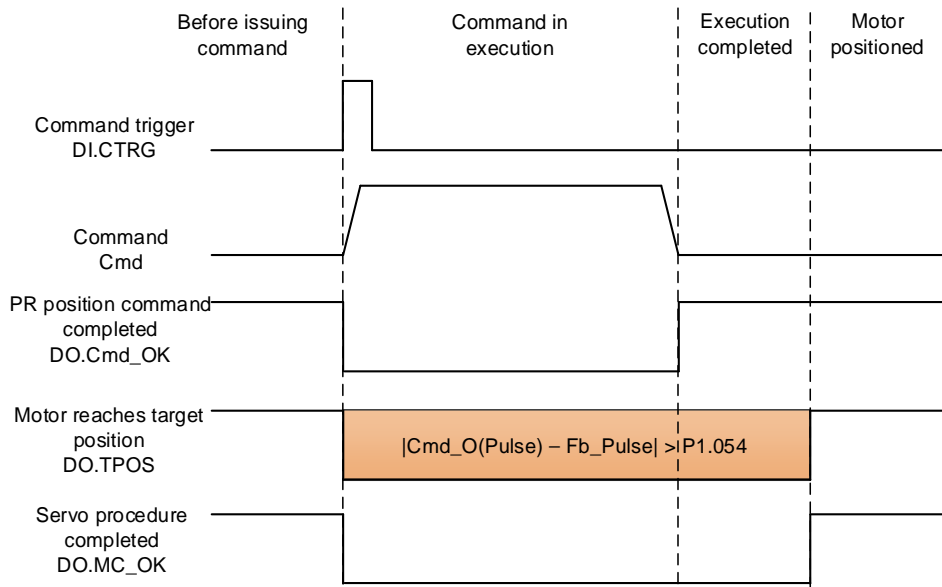 Before issuing
command
Command in
execution
Execution
completed
Motor
positioned
Command trigger
DI.CTRG
Command
Cmd
PR position command
completed
DO.Cmd_OK
Motor reaches target
position
DO.TPOS
|Cmd_O(Pulse) – Fb_Pulse| > P1.054
Servo procedure
completed
DO.MC_OK